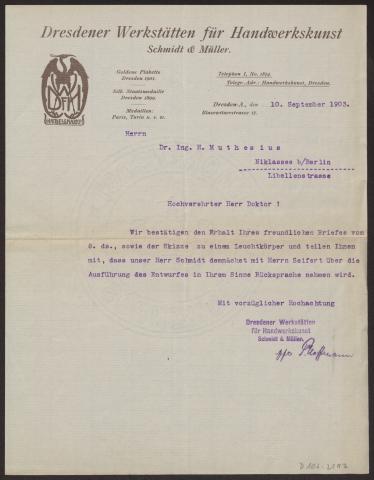 Dresdener Werkstätten für Handwerkskunst
Schmidt & Müller.
Goldene Plakette
Dresden 1901.
Silb. Staatsmedaille
Dresden 1899.
Medaillen:
Paris, Turin u. s. w.
Telephon I, No. 1894.
Telegr.-Adr.: Handwerkskunst, Dresden.
Dresden-A., den 10. September 1903.
Blasewitzerstrasse 17.
Herrn
Dr. Ing. H. Muthesius
Niklassee b/Berlin
Libellenstrasse
Hochverehrter Herr Doktor !
Wir bestätigen den Erhalt Ihres freundlichen Briefes vom
8. ds., sowie der Skizze zu einem Leuchtkörper und teilen Ihnen
mit, dass unser Herr Schmidt demnächst mit Herrn Seifert über die
Ausführung des Entwurfes in Ihrem Sinne Rücksprache nehmen wird.
Mit vorzüglicher Hochachtung
Dresdener Werkstätten
für Handwerkskunst
Schmidt & Müller.
ppa